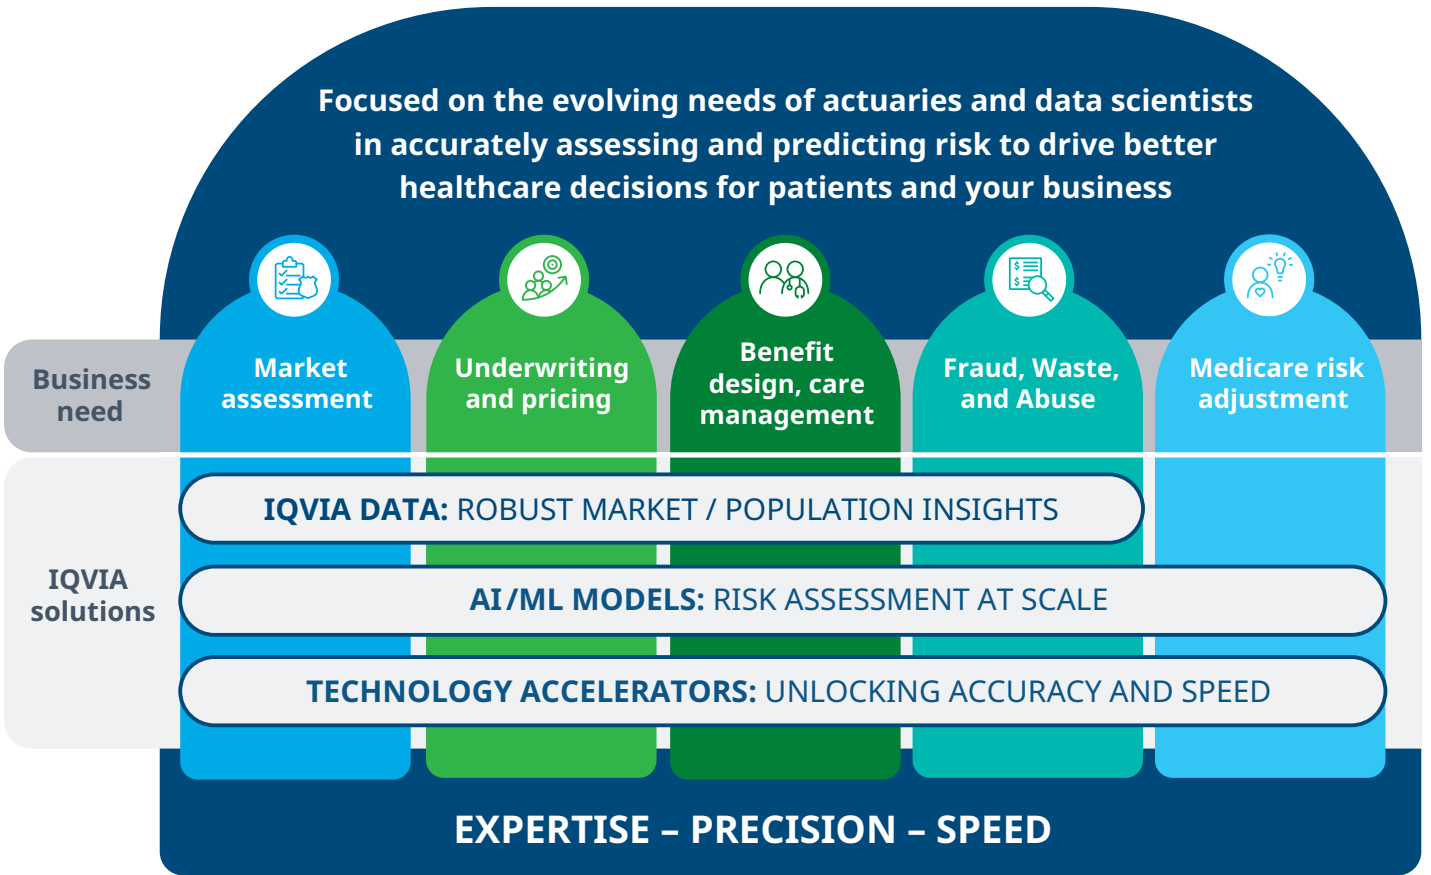 Focused on the evolving needs of actuaries and data scientists
in accurately assessing and predicting risk to drive better
healthcare decisions for patients and your business
Business
need
Market
assessment
Underwriting
and pricing
Benefit
design, care
management
Fraud, Waste,
and Abuse
Medicare risk
adjustment
IQVIA
solutions
IQVIA DATA: ROBUST MARKET / POPULATION INSIGHTS
AI/ML MODELS: RISK ASSESSMENT AT SCALE
TECHNOLOGY ACCELERATORS: UNLOCKING ACCURACY AND SPEED
EXPERTISE – PRECISION – SPEED